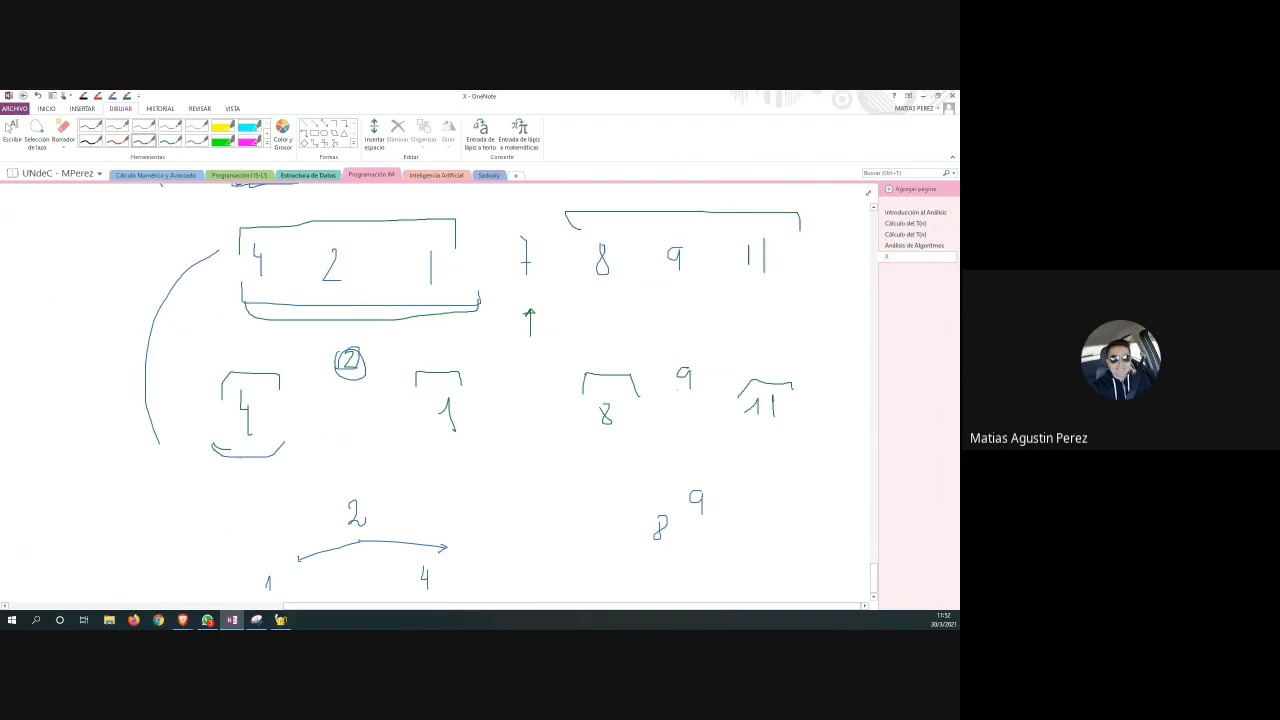 X - OneNote
ARCHIVO INICIO INSERTAR DIBUJAR HISTORIAL REVISAR VISTA
MATIAS PEREZ
Escribir
Selección de lazo
Borrador
Herramientas
Color y Grosor
Formas
Insertar espacio
Eliminar
Organizar
Girar
Editar
Entrada de lápiz a texto
Entrada de lápiz a matemáticas
Convertir
UNdeC - MPerez
Cálculo Numérico y Avanzado
Estructura de Datos
Programación IM
Inteligencia Artificial
Sadosky
Buscar (Ctrl+T)
Agregar página
Introducción al Análisis
Cálculo del T(n)
Cálculo del T(n)
Análisis de Algoritmos
X
4 2 1 7 8 9 11
2 9
4 1 8 11
2 9
8
1 4
Matias Agustin Perez
11:52
30/3/2021